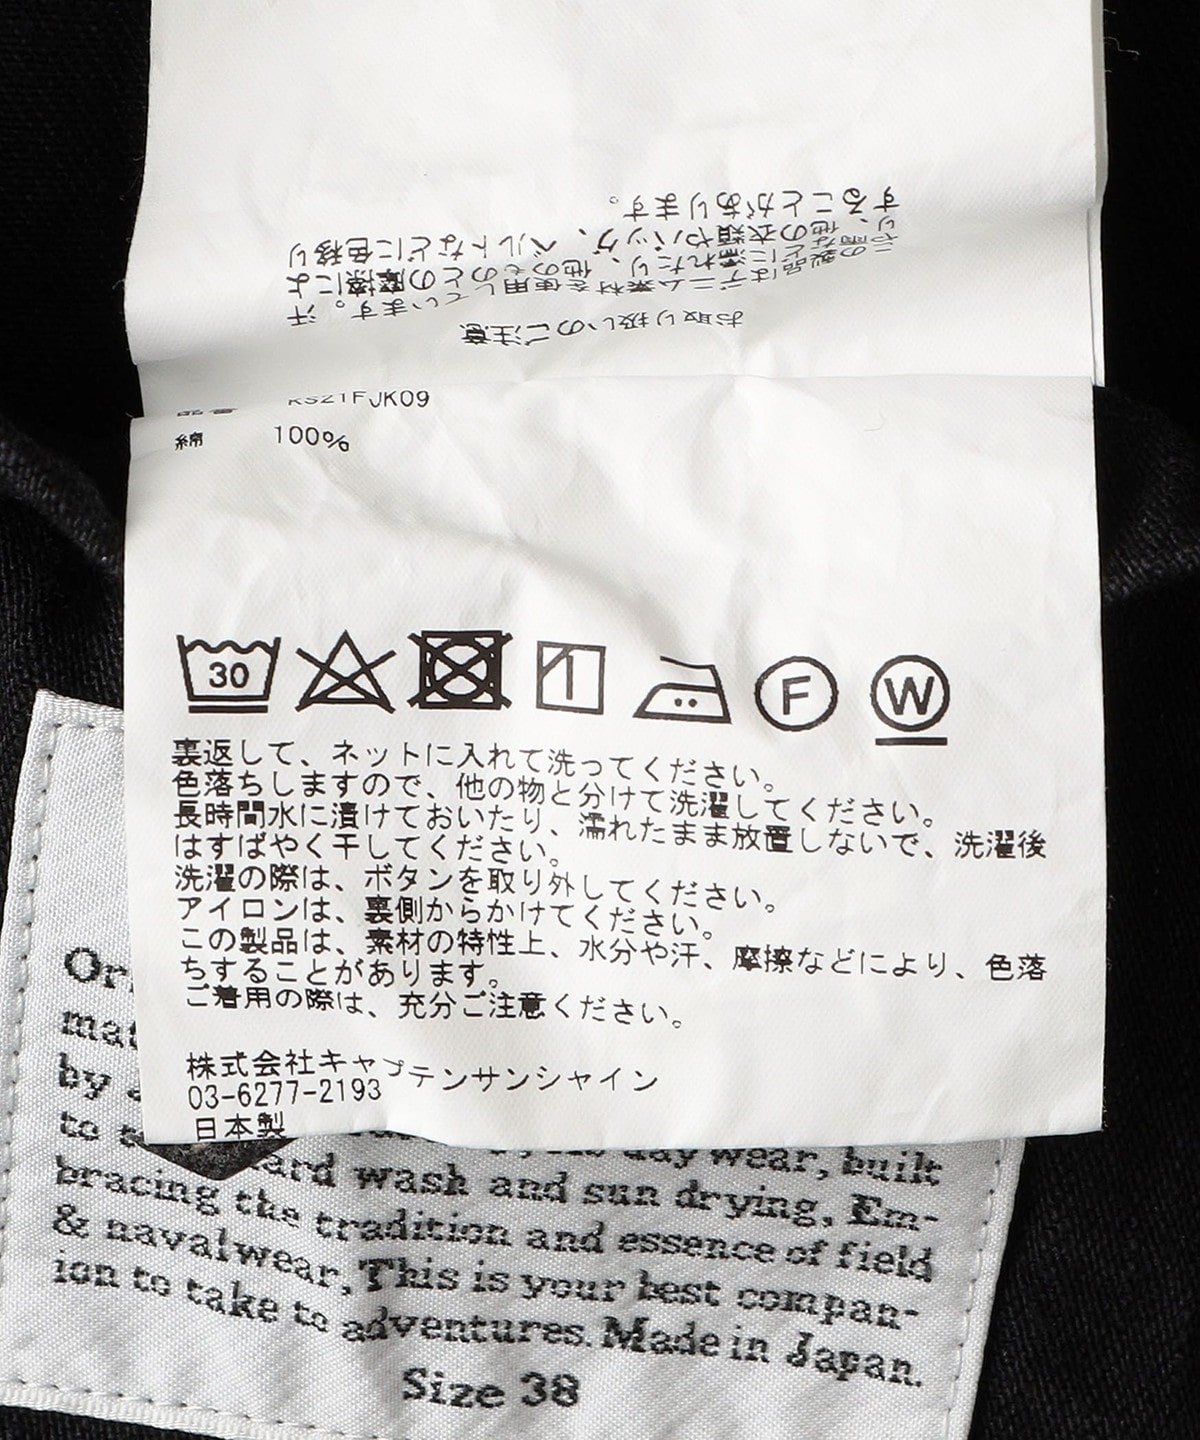 お取り扱いのご注意
この製品はデニム素材を使用しています。汗
や雨などに濡れたり、他のものとの摩擦によ
り、他の衣類やバッグ、ベルトなどに色移り
することがあります。
品番 KS21FJK09
綿 100%
30
F
W
裏返して、ネットに入れて洗ってください。
色落ちしますので、他の物と分けて洗濯してください。
長時間水に漬けておいたり、濡れたまま放置しないで、洗濯後
はすばやく干してください。
洗濯の際は、ボタンを取り外してください。
アイロンは、裏側からかけてください。
この製品は、素材の特性上、水分や汗、摩擦などにより、色落
ちすることがあります。
ご着用の際は、充分ご注意ください。
株式会社キャプテンサンシャイン
03-6277-2193
日本製
by
to
day wear, built
wash and sun drying, Em-
bracing the tradition and essence of field
& navalwear, This is your best compan-
ion to take to adventures. Made in Japan.
Size 38